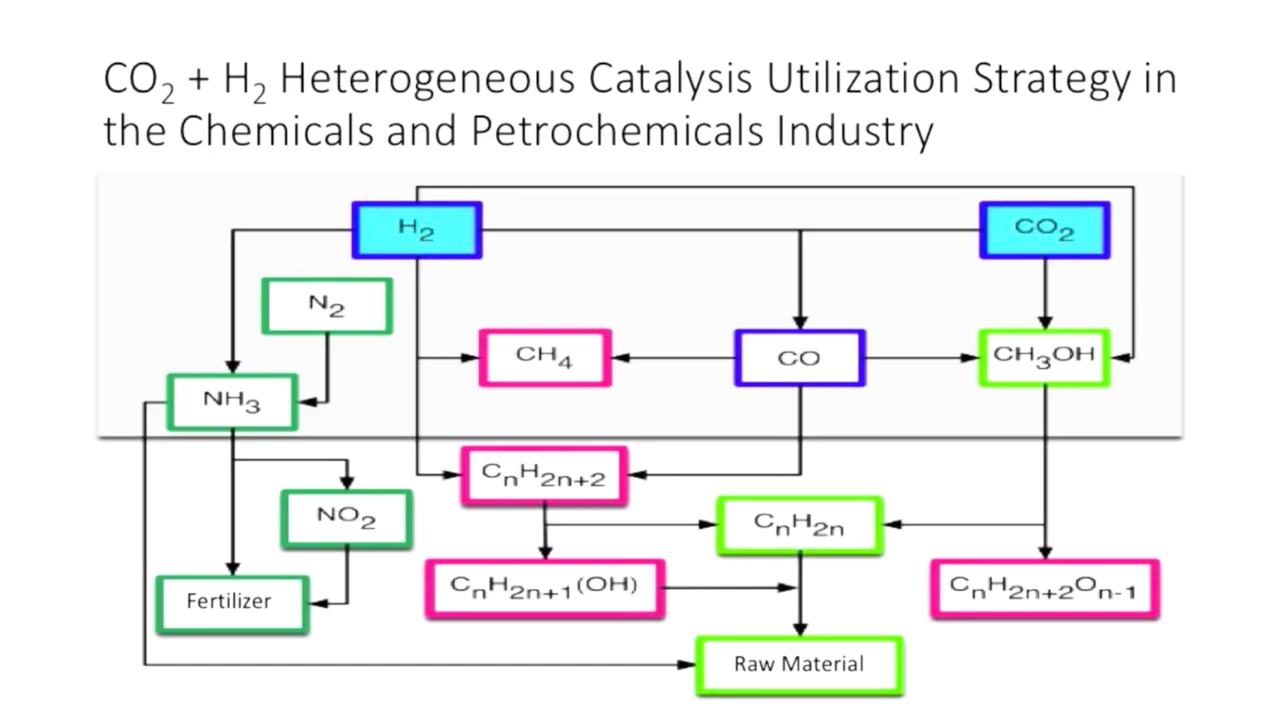 CO₂ + H₂ Heterogeneous Catalysis Utilization Strategy in
the Chemicals and Petrochemicals Industry
H₂
CO₂
N₂
CH₄
CO
CH₃OH
NH₃
CₙH₂ₙ₊₂
NO₂
CₙH₂ₙ
CₙH₂ₙ₊₁(OH)
CₙH₂ₙ₊₂Oₙ₋₁
Fertilizer
Raw Material